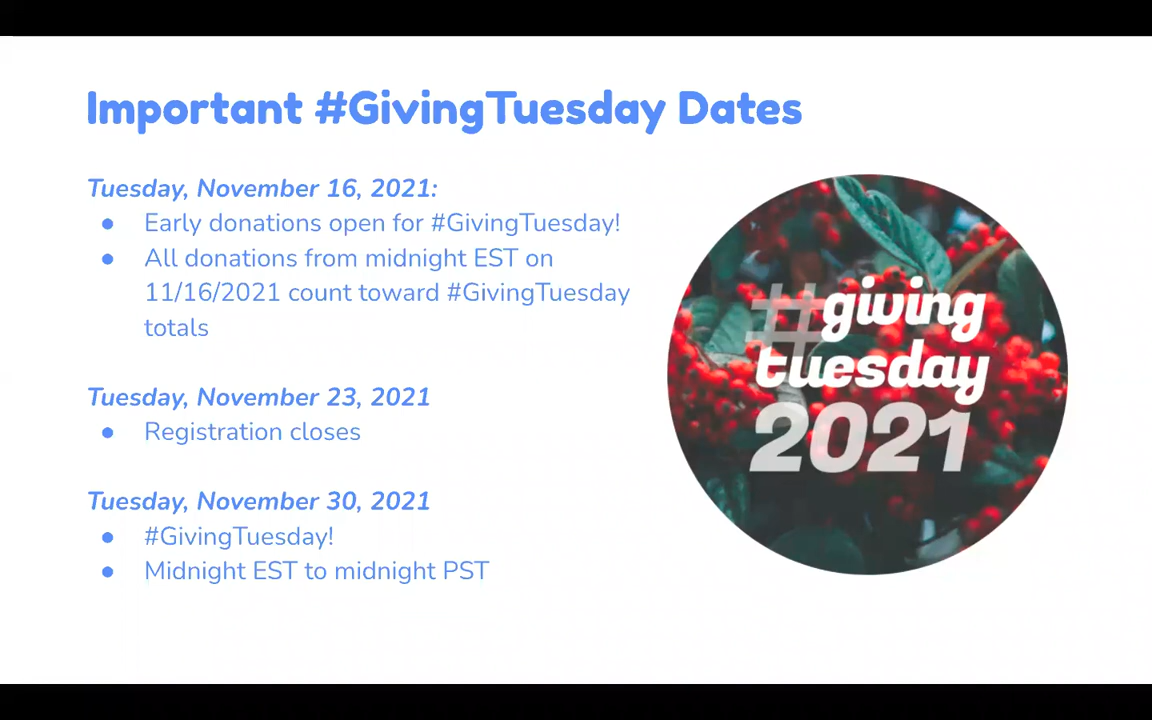 Important #GivingTuesday Dates
Tuesday, November 16, 2021:
● Early donations open for #GivingTuesday!
● All donations from midnight EST on
11/16/2021 count toward #GivingTuesday
totals
Tuesday, November 23, 2021
● Registration closes
Tuesday, November 30, 2021
● #GivingTuesday!
● Midnight EST to midnight PST
#giving
tuesday
2021